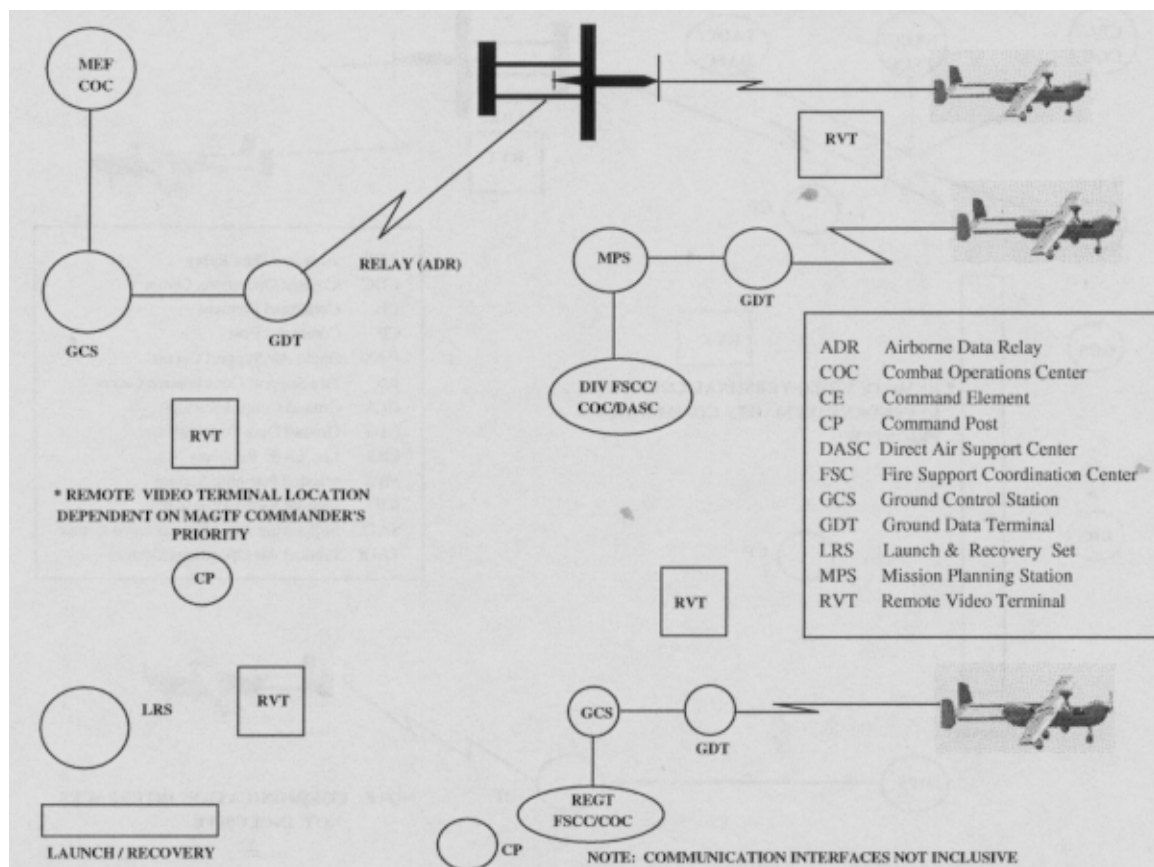 MEF
COC
RVT
RELAY (ADR)
MPS
GDT
GCS
GDT
DIV FSCC/
COC/DASC
RVT
* REMOTE VIDEO TERMINAL LOCATION
DEPENDENT ON MAGTF COMMANDER'S
PRIORITY
CP
ADR Airborne Data Relay
COC Combat Operations Center
CE Command Element
CP Command Post
DASC Direct Air Support Center
FSC Fire Support Coordination Center
GCS Ground Control Station
GDT Ground Data Terminal
LRS Launch & Recovery Set
MPS Mission Planning Station
RVT Remote Video Terminal
RVT
LRS
RVT
GCS
GDT
REGT
FSCC/COC
LAUNCH / RECOVERY
CP
NOTE: COMMUNICATION INTERFACES NOT INCLUSIVE